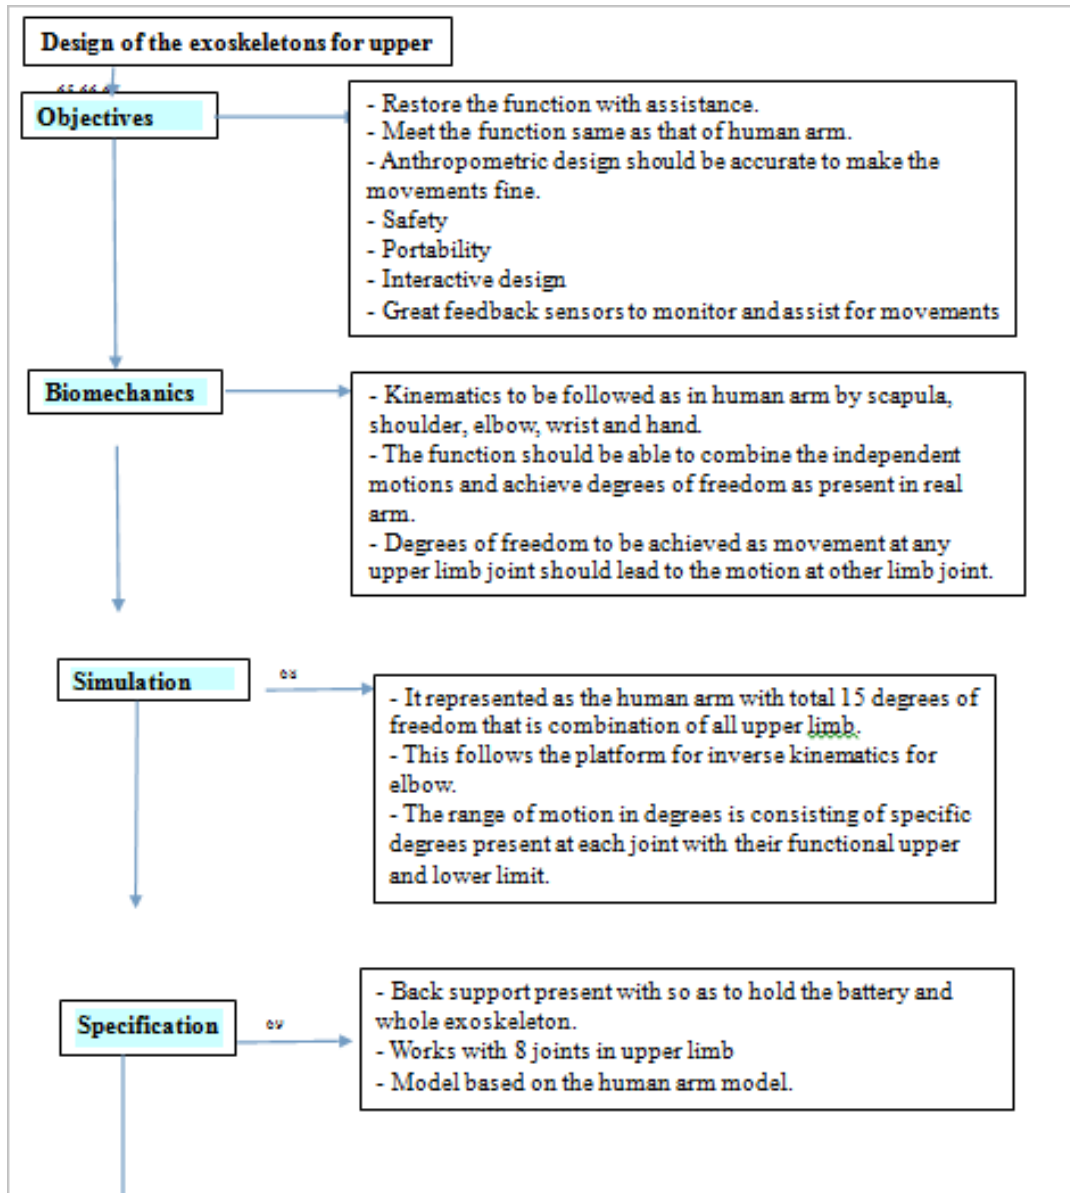 Design of the exoskeletons for upper
Objectives
- Restore the function with assistance.
- Meet the function same as that of human arm.
- Anthropometric design should be accurate to make the
movements fine.
- Safety
- Portability
- Interactive design
- Great feedback sensors to monitor and assist for movements
Biomechanics
- Kinematics to be followed as in human arm by scapula,
shoulder, elbow, wrist and hand.
- The function should be able to combine the independent
motions and achieve degrees of freedom as present in real
arm.
- Degrees of freedom to be achieved as movement at any
upper limb joint should lead to the motion at other limb joint.
Simulation
- It represented as the human arm with total 15 degrees of
freedom that is combination of all upper limb.
- This follows the platform for inverse kinematics for
elbow.
- The range of motion in degrees is consisting of specific
degrees present at each joint with their functional upper
and lower limit.
Specification
- Back support present with so as to hold the battery and
whole exoskeleton.
- Works with 8 joints in upper limb
- Model based on the human arm model.